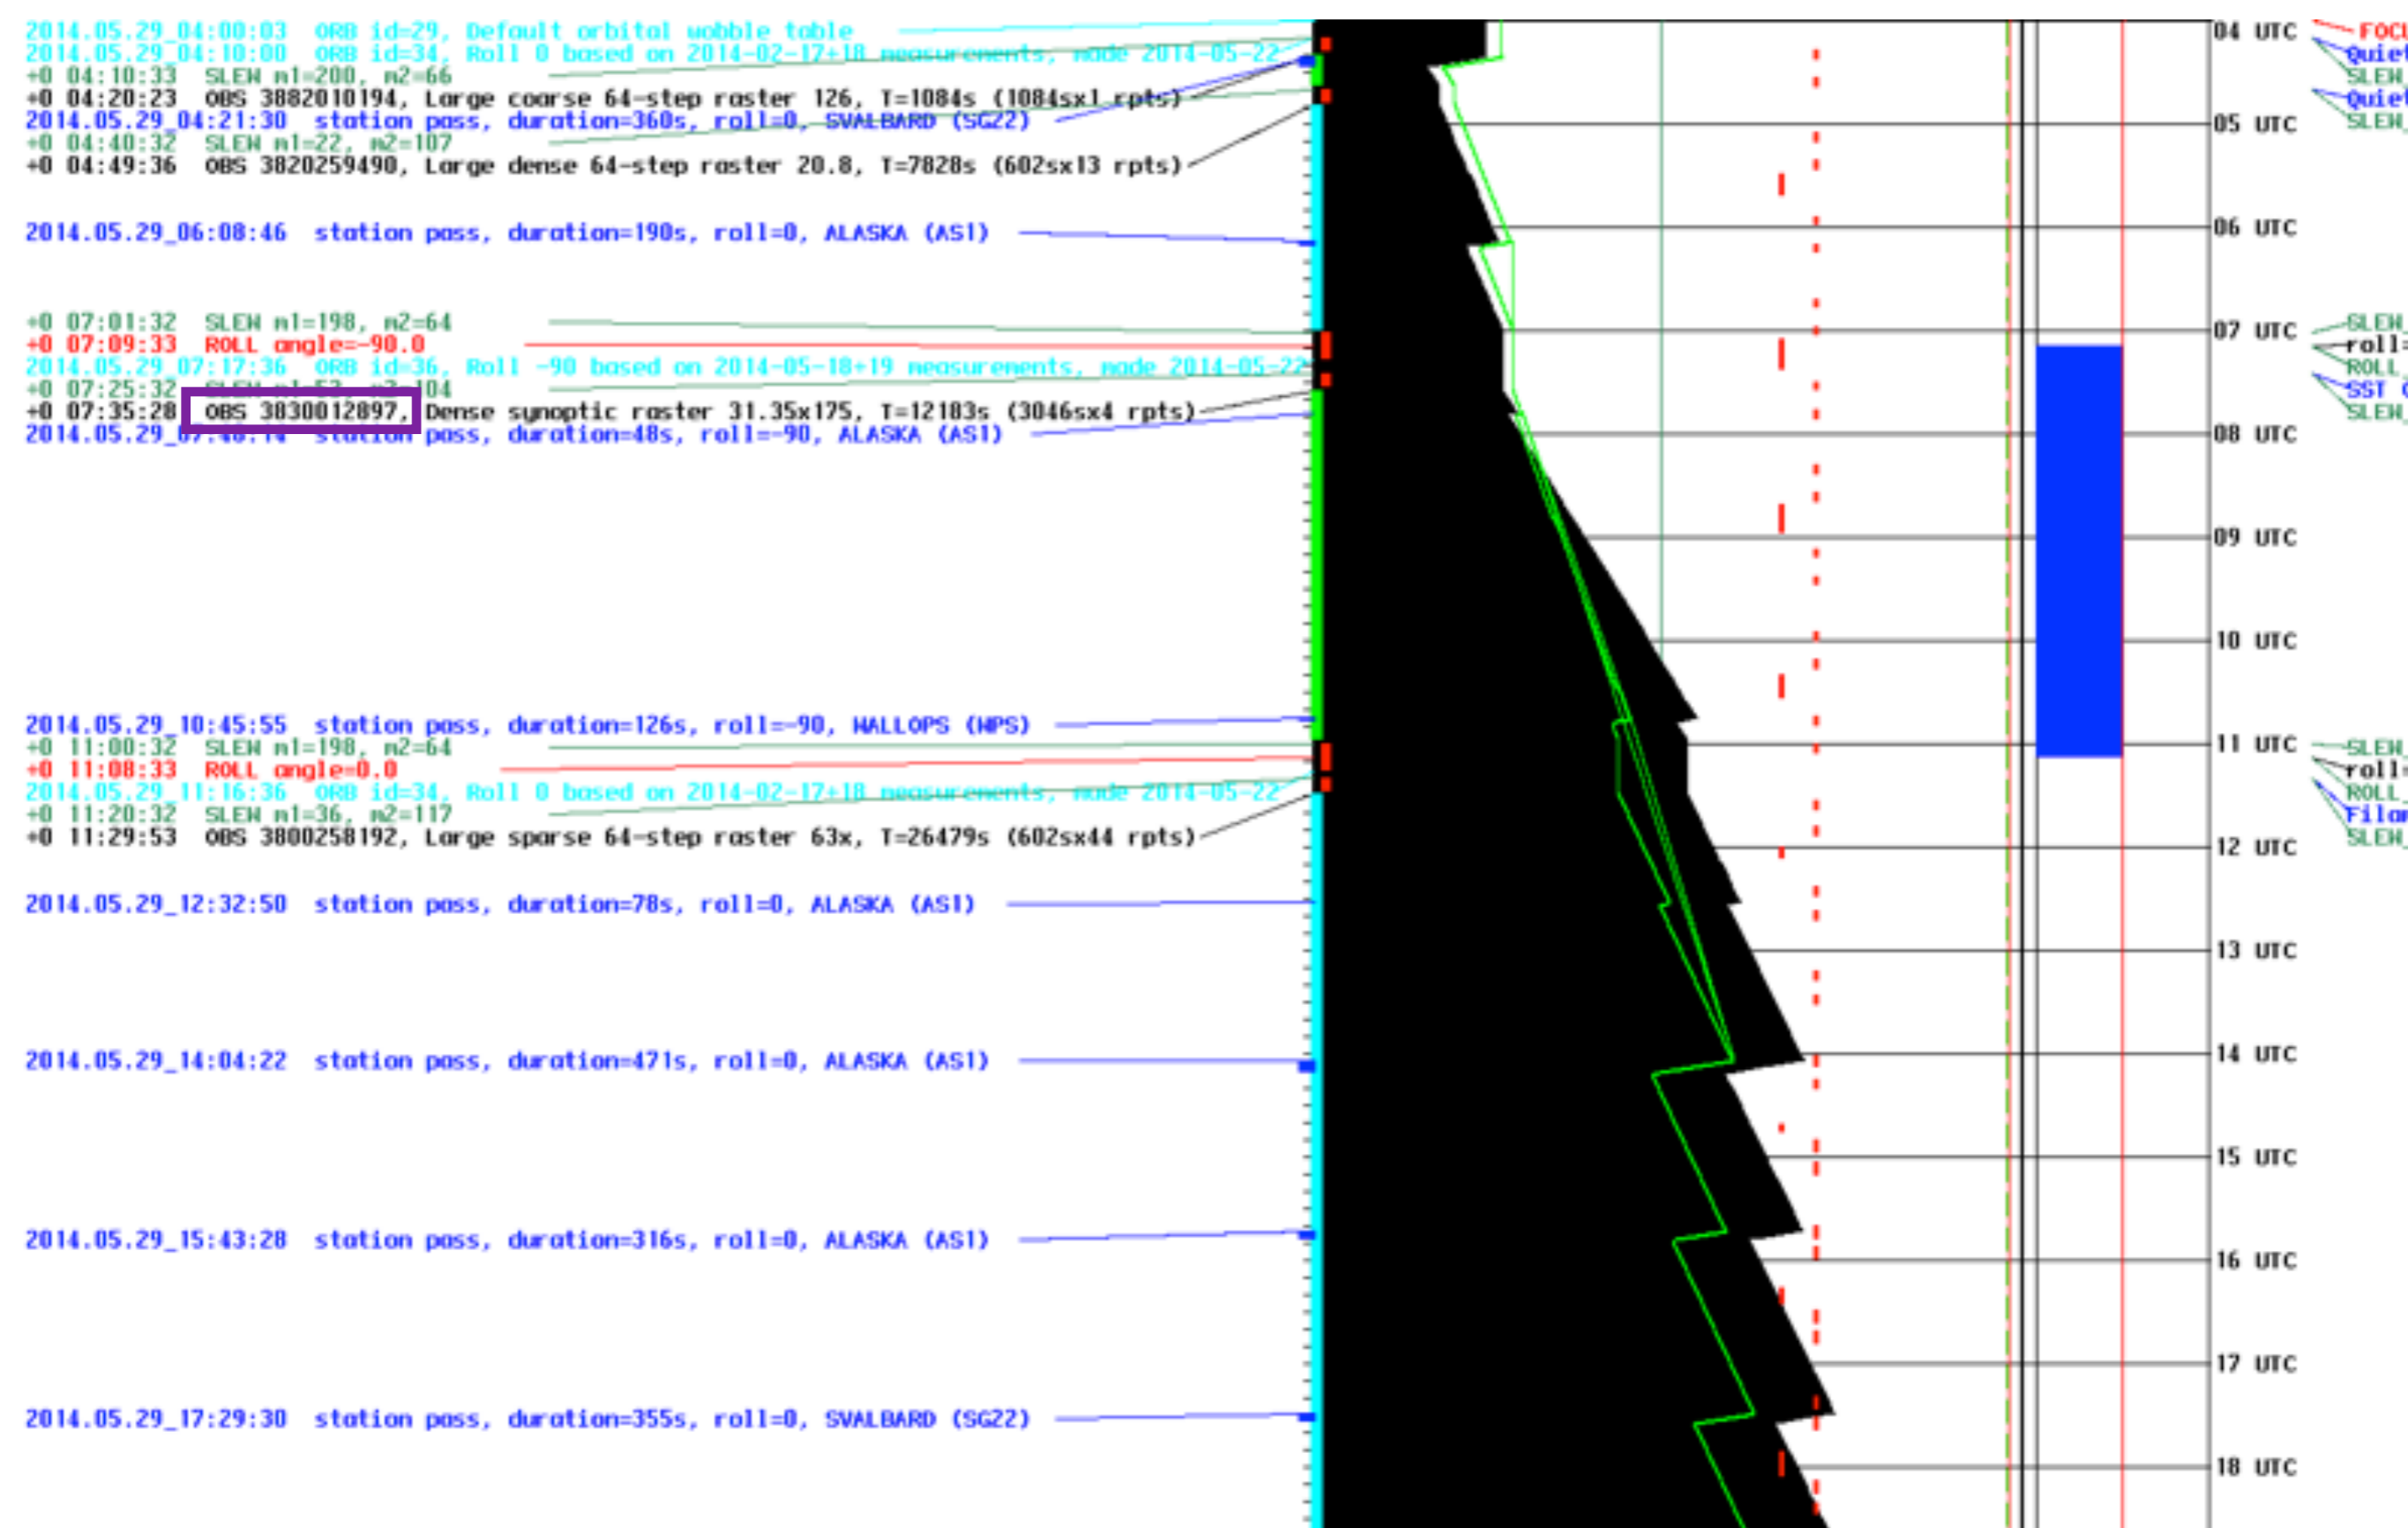 2014.05.29_04:00:03 ORB id=29, Default orbital wobble table
2014.05.29_04:10:00 ORB id=34, Roll 0 based on 2014-02-17+18 measurements, made 2014-05-22
+0 04:10:33 SLEW m1=200, m2=66
+0 04:20:23 OBS 3882010194, Large coarse 64-step raster 126, T=1084s (1084sx1 rpts)
2014.05.29_04:21:30 station pass, duration=360s, roll=0, SVALBARD (SG22)
+0 04:40:32 SLEW m1=22, m2=107
+0 04:49:36 OBS 3820259490, Large dense 64-step raster 20.8, T=7828s (602sx13 rpts)
2014.05.29_06:08:46 station pass, duration=190s, roll=0, ALASKA (AS1)
+0 07:01:32 SLEW m1=198, m2=64
+0 07:09:33 ROLL angle=-90.0
2014.05.29_07:17:36 ORB id=36, Roll -90 based on 2014-05-18+19 measurements, made 2014-05-22
+0 07:25:32 SLEW
+0 07:35:28 OBS 3830012897, Dense synoptic raster 31.35x175, T=12183s (3046sx4 rpts)
station pass, duration=48s, roll=-90, ALASKA (AS1)
2014.05.29_10:45:55 station pass, duration=126s, roll=-90, WALLOPS (WPS)
+0 11:00:32 SLEW m1=198, m2=64
+0 11:08:33 ROLL angle=0.0
2014.05.29_11:16:36 ORB id=34, Roll 0 based on 2014-02-17+18 measurements, made 2014-05-22
+0 11:20:32 SLEW m1=36, m2=117
+0 11:29:53 OBS 3800258192, Large sparse 64-step raster 63x, T=26479s (602sx44 rpts)
2014.05.29_12:32:50 station pass, duration=78s, roll=0, ALASKA (AS1)
2014.05.29_14:04:22 station pass, duration=471s, roll=0, ALASKA (AS1)
2014.05.29_15:43:28 station pass, duration=316s, roll=0, ALASKA (AS1)
2014.05.29_17:29:30 station pass, duration=355s, roll=0, SVALBARD (SG22)
04 UTC
05 UTC
06 UTC
07 UTC
08 UTC
09 UTC
10 UTC
11 UTC
12 UTC
13 UTC
14 UTC
15 UTC
16 UTC
17 UTC
18 UTC
FOCU
Quiet
SLEW_
Quiet
SLEW_
SLEW_
roll=
ROLL_
SST
SLEW_
SLEW_
roll=
ROLL_
Filam
SLEW_